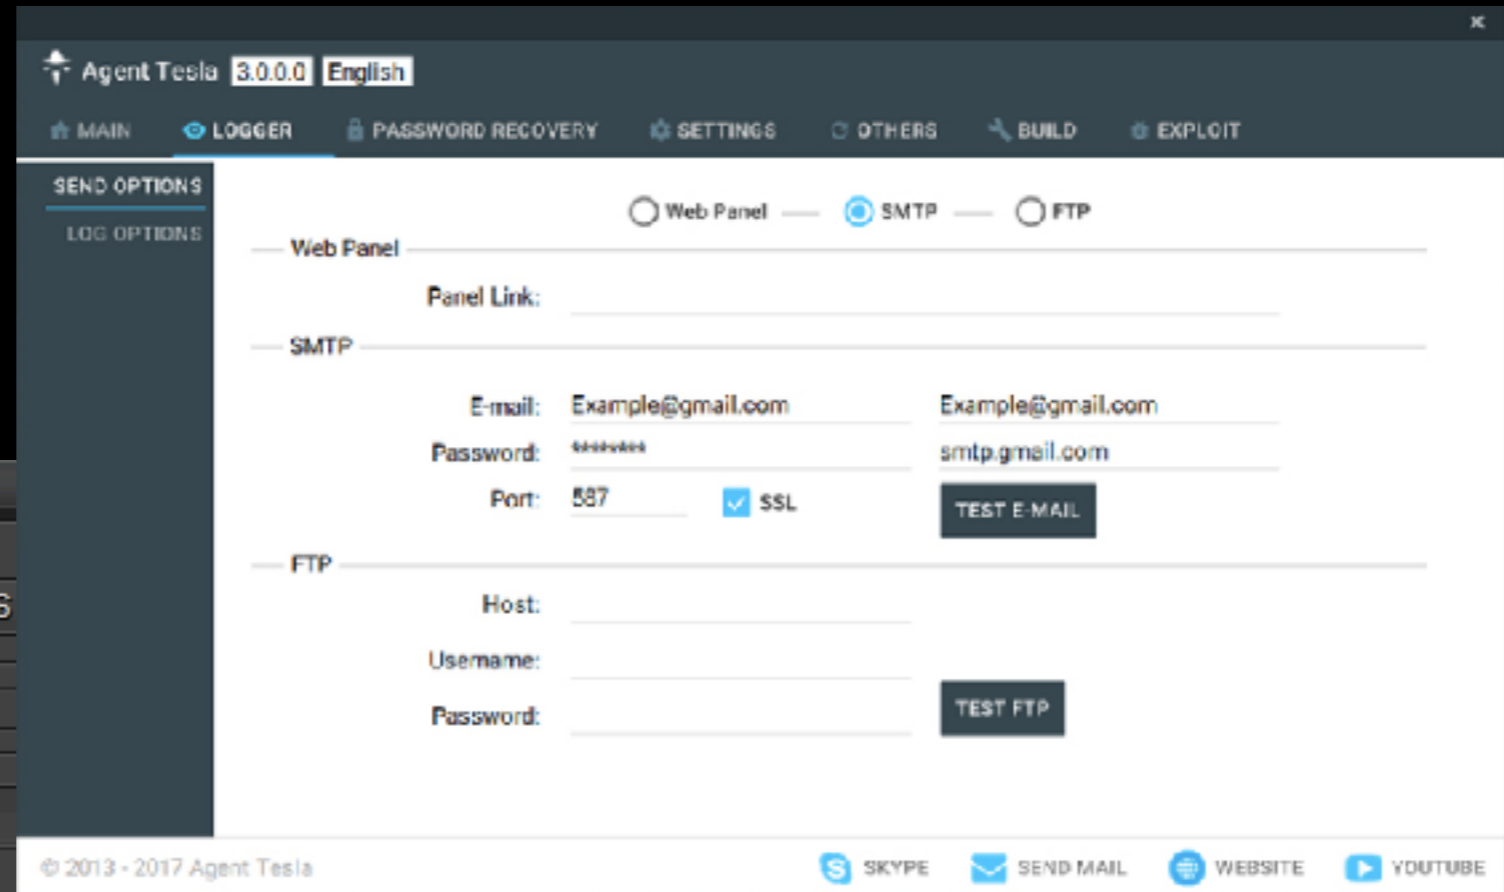 Agent Tesla 3.0.0.0 English
MAIN LOGGER PASSWORD RECOVERY SETTINGS OTHERS BUILD EXPLOIT
SEND OPTIONS
LOG OPTIONS
Web Panel SMTP FTP
Web Panel
Panel Link:
SMTP
E-mail: Example@gmail.com Example@gmail.com
Password: ******** smtp.gmail.com
Port: 587 SSL TEST E-MAIL
FTP
Host:
Username:
Password: TEST FTP
© 2013 - 2017 Agent Tesla SKYPE SEND MAIL WEBSITE YOUTUBE